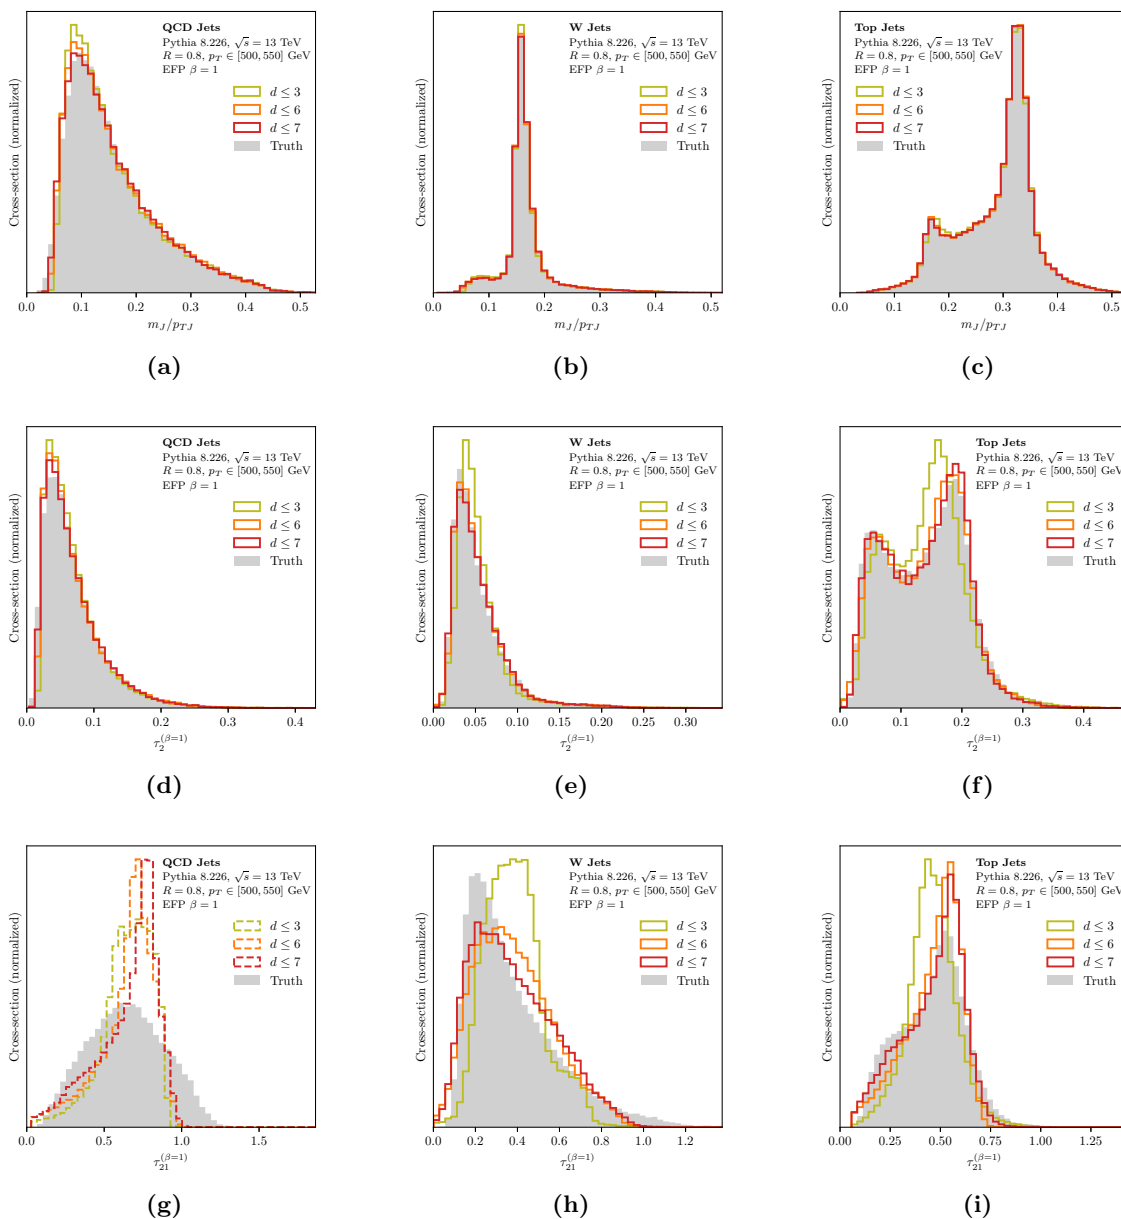 QCD Jets
Pythia 8.226, √s = 13 TeV
R = 0.8, p_T ∈ [500, 550] GeV
EFP β = 1
d ≤ 3
d ≤ 6
d ≤ 7
Truth
Cross-section (normalized)
0.0 0.1 0.2 0.3 0.4 0.5
m_J/p_TJ
(a)
W Jets
Pythia 8.226, √s = 13 TeV
R = 0.8, p_T ∈ [500, 550] GeV
EFP β = 1
d ≤ 3
d ≤ 6
d ≤ 7
Truth
Cross-section (normalized)
0.0 0.1 0.2 0.3 0.4 0.5
m_J/p_TJ
(b)
Top Jets
Pythia 8.226, √s = 13 TeV
R = 0.8, p_T ∈ [500, 550] GeV
EFP β = 1
d ≤ 3
d ≤ 6
d ≤ 7
Truth
Cross-section (normalized)
0.0 0.1 0.2 0.3 0.4 0.5
m_J/p_TJ
(c)
QCD Jets
Pythia 8.226, √s = 13 TeV
R = 0.8, p_T ∈ [500, 550] GeV
EFP β = 1
d ≤ 3
d ≤ 6
d ≤ 7
Truth
Cross-section (normalized)
0.0 0.1 0.2 0.3 0.4
τ_2^(β=1)
(d)
W Jets
Pythia 8.226, √s = 13 TeV
R = 0.8, p_T ∈ [500, 550] GeV
EFP β = 1
d ≤ 3
d ≤ 6
d ≤ 7
Truth
Cross-section (normalized)
0.00 0.05 0.10 0.15 0.20 0.25 0.30
τ_2^(β=1)
(e)
Top Jets
Pythia 8.226, √s = 13 TeV
R = 0.8, p_T ∈ [500, 550] GeV
EFP β = 1
d ≤ 3
d ≤ 6
d ≤ 7
Truth
Cross-section (normalized)
0.0 0.1 0.2 0.3 0.4
τ_2^(β=1)
(f)
QCD Jets
Pythia 8.226, √s = 13 TeV
R = 0.8, p_T ∈ [500, 550] GeV
EFP β = 1
d ≤ 3
d ≤ 6
d ≤ 7
Truth
Cross-section (normalized)
0.0 0.5 1.0 1.5
τ_21^(β=1)
(g)
W Jets
Pythia 8.226, √s = 13 TeV
R = 0.8, p_T ∈ [500, 550] GeV
EFP β = 1
d ≤ 3
d ≤ 6
d ≤ 7
Truth
Cross-section (normalized)
0.0 0.2 0.4 0.6 0.8 1.0 1.2
τ_21^(β=1)
(h)
Top Jets
Pythia 8.226, √s = 13 TeV
R = 0.8, p_T ∈ [500, 550] GeV
EFP β = 1
d ≤ 3
d ≤ 6
d ≤ 7
Truth
Cross-section (normalized)
0.00 0.25 0.50 0.75 1.00 1.25
τ_21^(β=1)
(i)